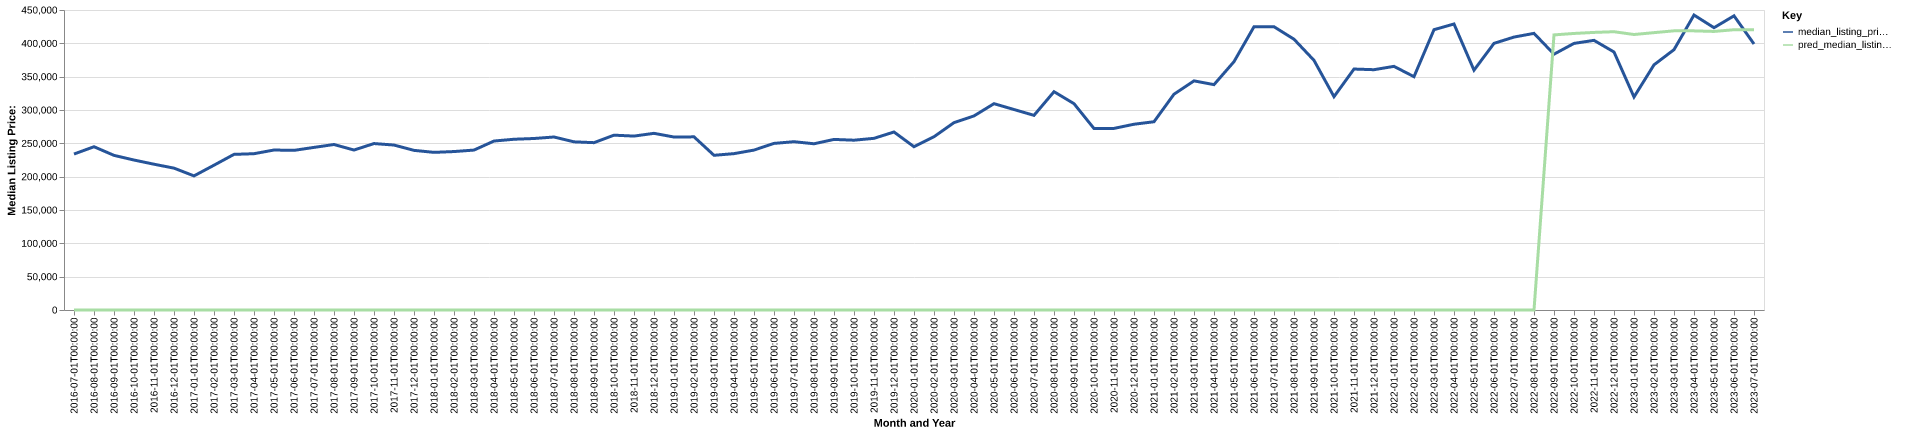 450,000
400,000
350,000
300,000
250,000
200,000
150,000
100,000
50,000
0
Median Listing Price:
2016-07-01T00:00:00
2016-08-01T00:00:00
2016-09-01T00:00:00
2016-10-01T00:00:00
2016-11-01T00:00:00
2016-12-01T00:00:00
2017-01-01T00:00:00
2017-02-01T00:00:00
2017-03-01T00:00:00
2017-04-01T00:00:00
2017-05-01T00:00:00
2017-06-01T00:00:00
2017-07-01T00:00:00
2017-08-01T00:00:00
2017-09-01T00:00:00
2017-10-01T00:00:00
2017-11-01T00:00:00
2017-12-01T00:00:00
2018-01-01T00:00:00
2018-02-01T00:00:00
2018-03-01T00:00:00
2018-04-01T00:00:00
2018-05-01T00:00:00
2018-06-01T00:00:00
2018-07-01T00:00:00
2018-08-01T00:00:00
2018-09-01T00:00:00
2018-10-01T00:00:00
2018-11-01T00:00:00
2018-12-01T00:00:00
2019-01-01T00:00:00
2019-02-01T00:00:00
2019-03-01T00:00:00
2019-04-01T00:00:00
2019-05-01T00:00:00
2019-06-01T00:00:00
2019-07-01T00:00:00
2019-08-01T00:00:00
2019-09-01T00:00:00
2019-10-01T00:00:00
2019-11-01T00:00:00
2019-12-01T00:00:00
2020-01-01T00:00:00
2020-02-01T00:00:00
2020-03-01T00:00:00
2020-04-01T00:00:00
2020-05-01T00:00:00
2020-06-01T00:00:00
2020-07-01T00:00:00
2020-08-01T00:00:00
2020-09-01T00:00:00
2020-10-01T00:00:00
2020-11-01T00:00:00
2020-12-01T00:00:00
2021-01-01T00:00:00
2021-02-01T00:00:00
2021-03-01T00:00:00
2021-04-01T00:00:00
2021-05-01T00:00:00
2021-06-01T00:00:00
2021-07-01T00:00:00
2021-08-01T00:00:00
2021-09-01T00:00:00
2021-10-01T00:00:00
2021-11-01T00:00:00
2021-12-01T00:00:00
2022-01-01T00:00:00
2022-02-01T00:00:00
2022-03-01T00:00:00
2022-04-01T00:00:00
2022-05-01T00:00:00
2022-06-01T00:00:00
2022-07-01T00:00:00
2022-08-01T00:00:00
2022-09-01T00:00:00
2022-10-01T00:00:00
2022-11-01T00:00:00
2022-12-01T00:00:00
2023-01-01T00:00:00
2023-02-01T00:00:00
2023-03-01T00:00:00
2023-04-01T00:00:00
2023-05-01T00:00:00
2023-06-01T00:00:00
2023-07-01T00:00:00
Month and Year
Key
median_listing_pri…
pred_median_listin…